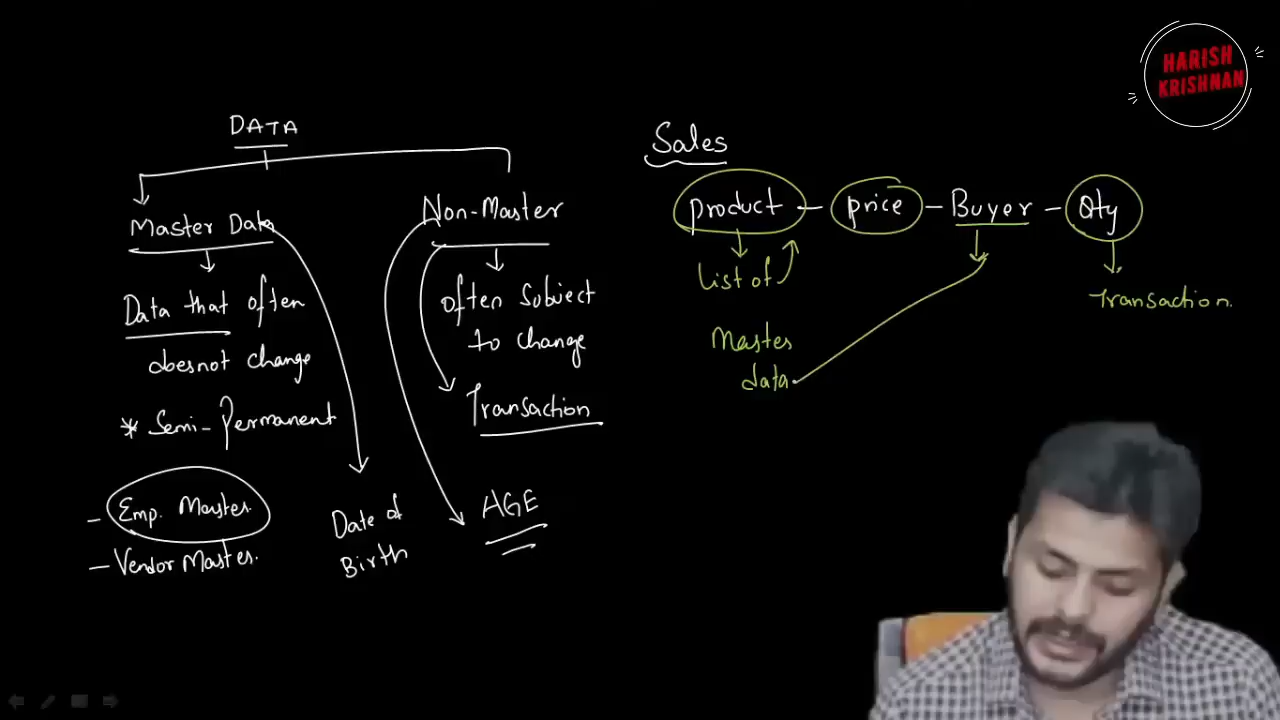 HARISH
KRISHNAN
DATA
Master Data
Data that often
doesnot change
* Semi-Permanent
- Emp. Master.
- Vendor Master.
Date of
Birth
Non-Master
often subject
to change
Transaction
AGE
Sales
product - price - Buyer - Qty
List of
Master
data
Transaction.